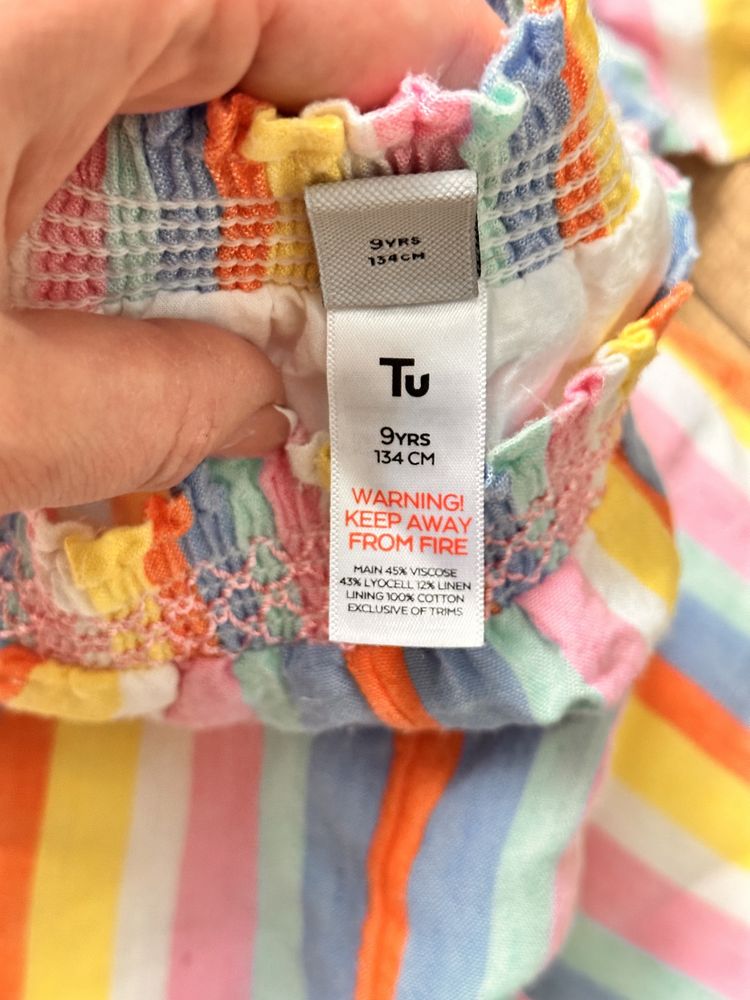 9YRS
134CM
Tu
9YRS
134 CM
WARNING!
KEEP AWAY
FROM FIRE
MAIN 45% VISCOSE
43% LYOCELL 12% LINEN
LINING 100% COTTON
EXCLUSIVE OF TRIMS